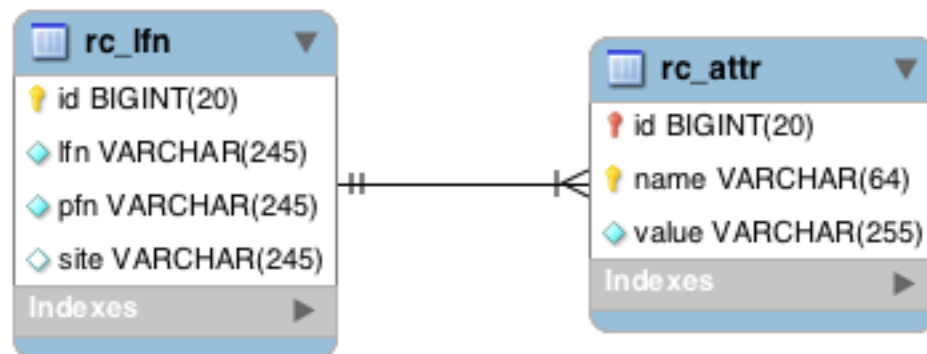 rc_lfn
id BIGINT(20)
lfn VARCHAR(245)
pfn VARCHAR(245)
site VARCHAR(245)
Indexes
rc_attr
id BIGINT(20)
name VARCHAR(64)
value VARCHAR(255)
Indexes